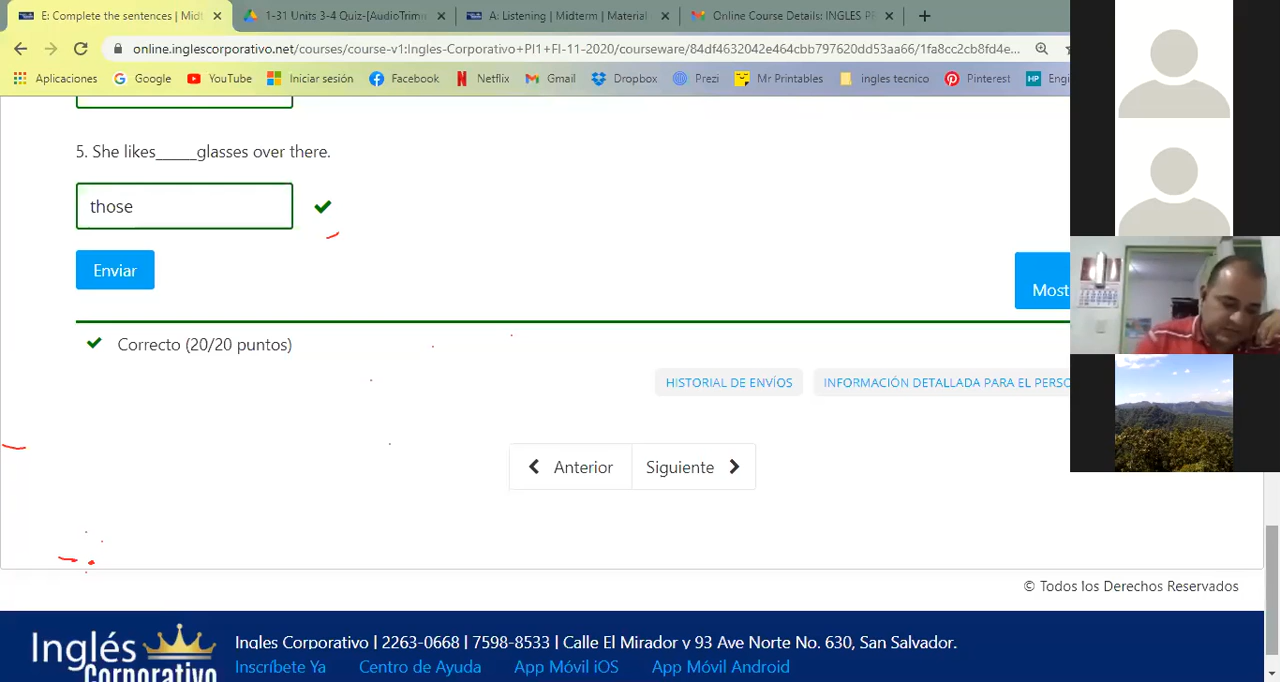 E: Complete the sentences | Midt
1-31 Units 3-4 Quiz-[AudioTrimm
A: Listening | Midterm | Material
Online Course Details: INGLES PR
online.inglescorporativo.net/courses/course-v1:Ingles-Corporativo+PI1+FI-11-2020/courseware/84df4632042e464cbb797620dd53aa66/1fa8cc2cb8fd4e...
Aplicaciones Google YouTube Iniciar sesión Facebook Netflix Gmail Dropbox Prezi Mr Printables ingles tecnico Pinterest HP Engi
5. She likes_____glasses over there.
those
Enviar
Most
Correcto (20/20 puntos)
HISTORIAL DE ENVÍOS INFORMACIÓN DETALLADA PARA EL PERSO
Anterior Siguiente
© Todos los Derechos Reservados
Inglés Corporativo
Ingles Corporativo | 2263-0668 | 7598-8533 | Calle El Mirador y 93 Ave Norte No. 630, San Salvador.
Inscríbete Ya Centro de Ayuda App Móvil iOS App Móvil Android